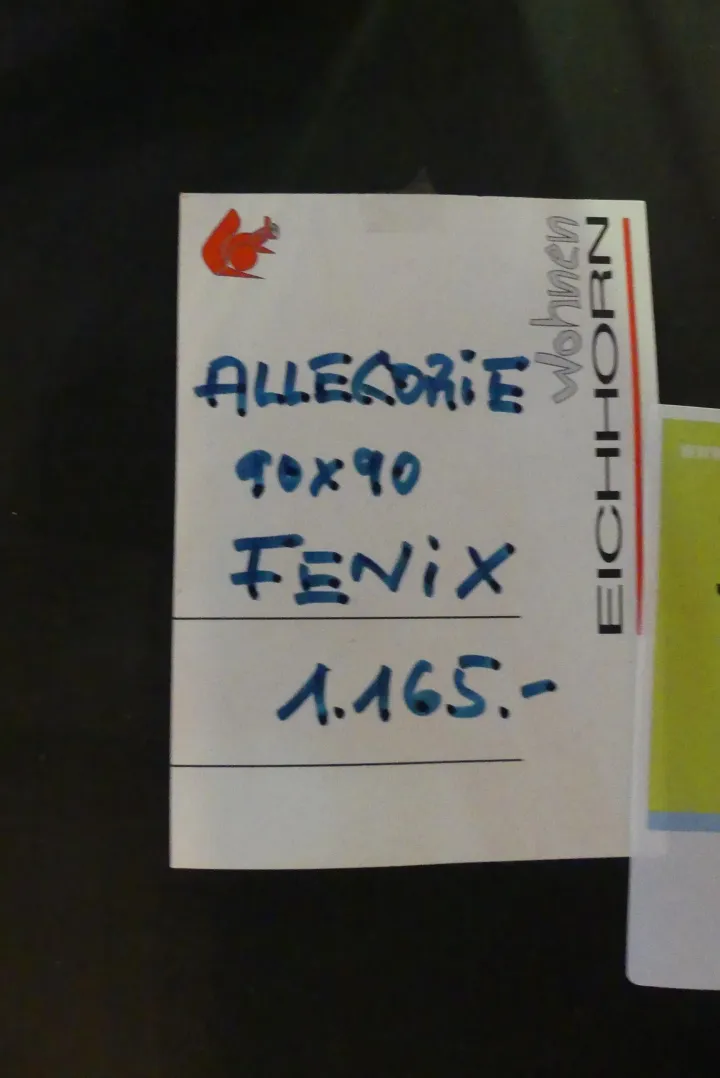 ALLEGORIE
90x90
FENiX
1.165.-
Wohnen
EICHHORN